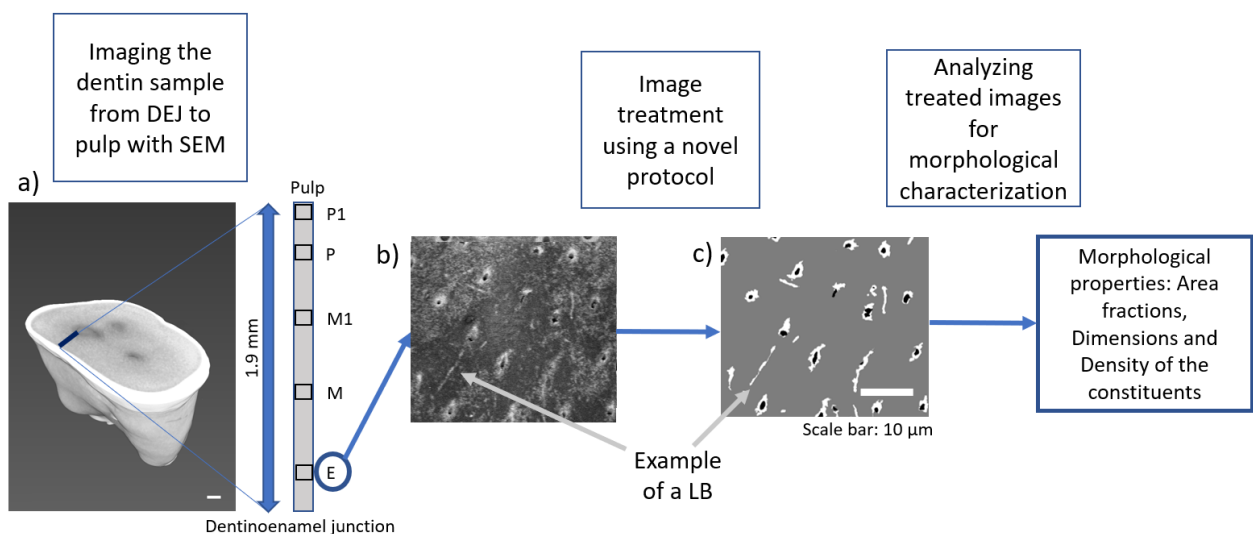 Imaging the
dentin sample
from DEJ to
pulp with SEM
Image
treatment
using a novel
protocol
Analyzing
treated images
for
morphological
characterization
a)
Pulp
P1
P
M1
M
E
1.9 mm
Dentinoenamel junction
b)
c)
Scale bar: 10 μm
Example
of a LB
Morphological
properties: Area
fractions,
Dimensions and
Density of the
constituents